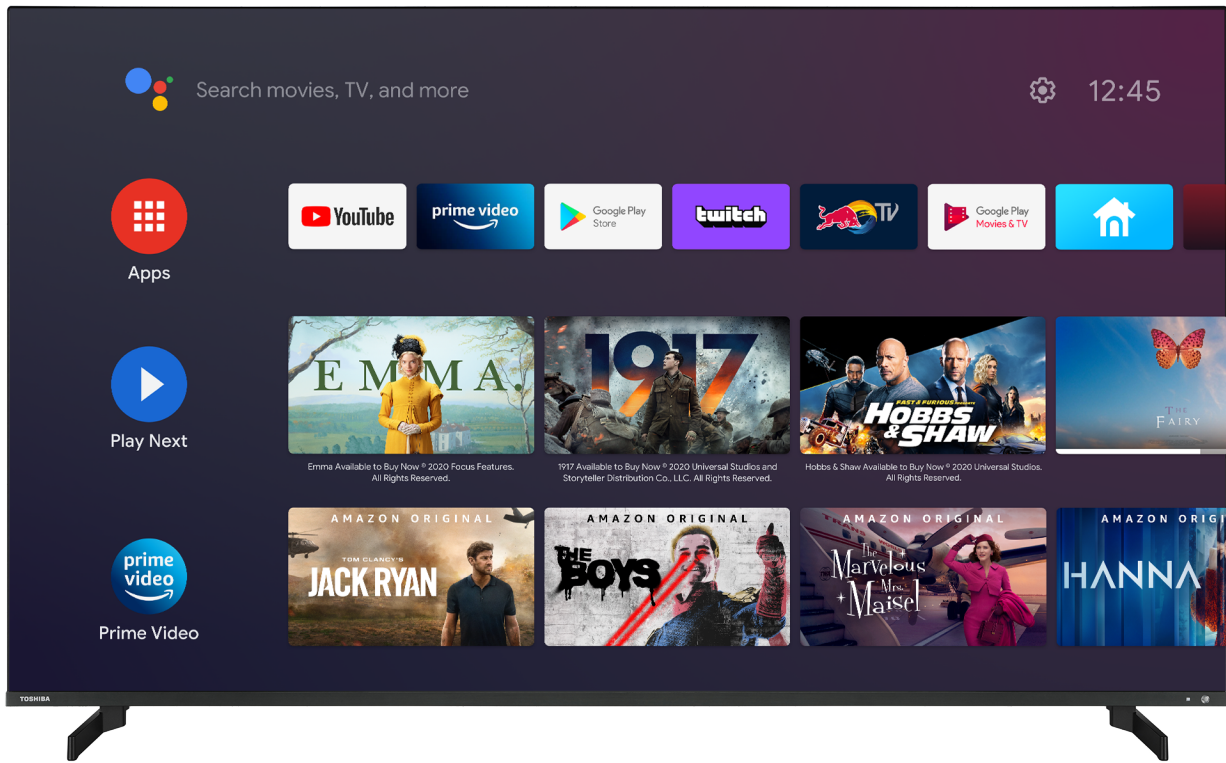 Search movies, TV, and more
12:45
YouTube
prime video
Google Play
Store
twitch
TV
Google Play
Movies & TV
Apps
EMMA.
1917
FAST & FURIOUS PRESENTS
HOBBS
& SHAW
THE
FAIRY
Play Next
Emma Available to Buy Now © 2020 Focus Features.
All Rights Reserved.
1917 Available to Buy Now © 2020 Universal Studios and
Storyteller Distribution Co., LLC. All Rights Reserved.
Hobbs & Shaw Available to Buy Now © 2020 Universal Studios.
All Rights Reserved.
AMAZON ORIGINAL
TOM CLANCY'S
JACK RYAN
AMAZON ORIGINAL
THE
BOYS
AMAZON ORIGINAL
The
Marvelous
Mrs.
Maisel
AMAZON ORIGI
HANNA
prime
video
Prime Video
TOSHIBA